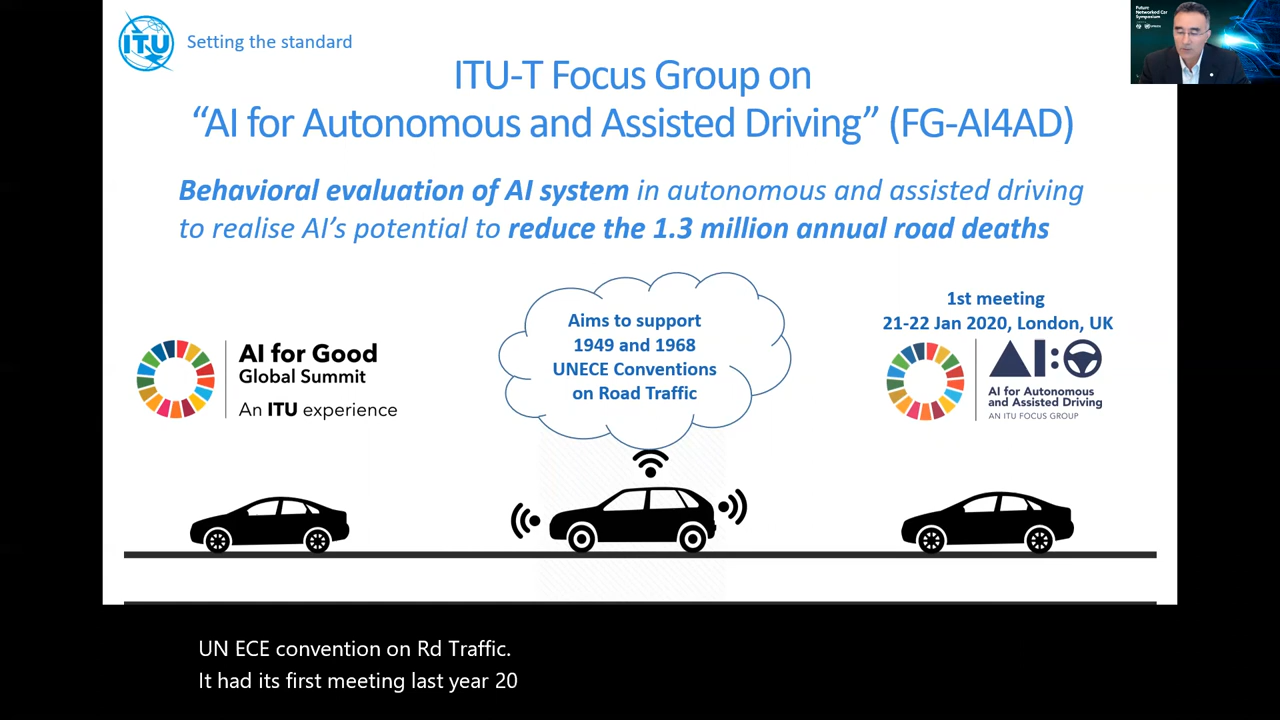 ITU
Setting the standard
Future
Networked Car
Symposium
ITU-T Focus Group on
“AI for Autonomous and Assisted Driving” (FG-AI4AD)
Behavioral evaluation of AI system in autonomous and assisted driving
to realise AI’s potential to reduce the 1.3 million annual road deaths
AI for Good
Global Summit
An ITU experience
Aims to support
1949 and 1968
UNECE Conventions
on Road Traffic
1st meeting
21-22 Jan 2020, London, UK
AI:
AI for Autonomous
and Assisted Driving
AN ITU FOCUS GROUP
UN ECE convention on Rd Traffic.
It had its first meeting last year 20